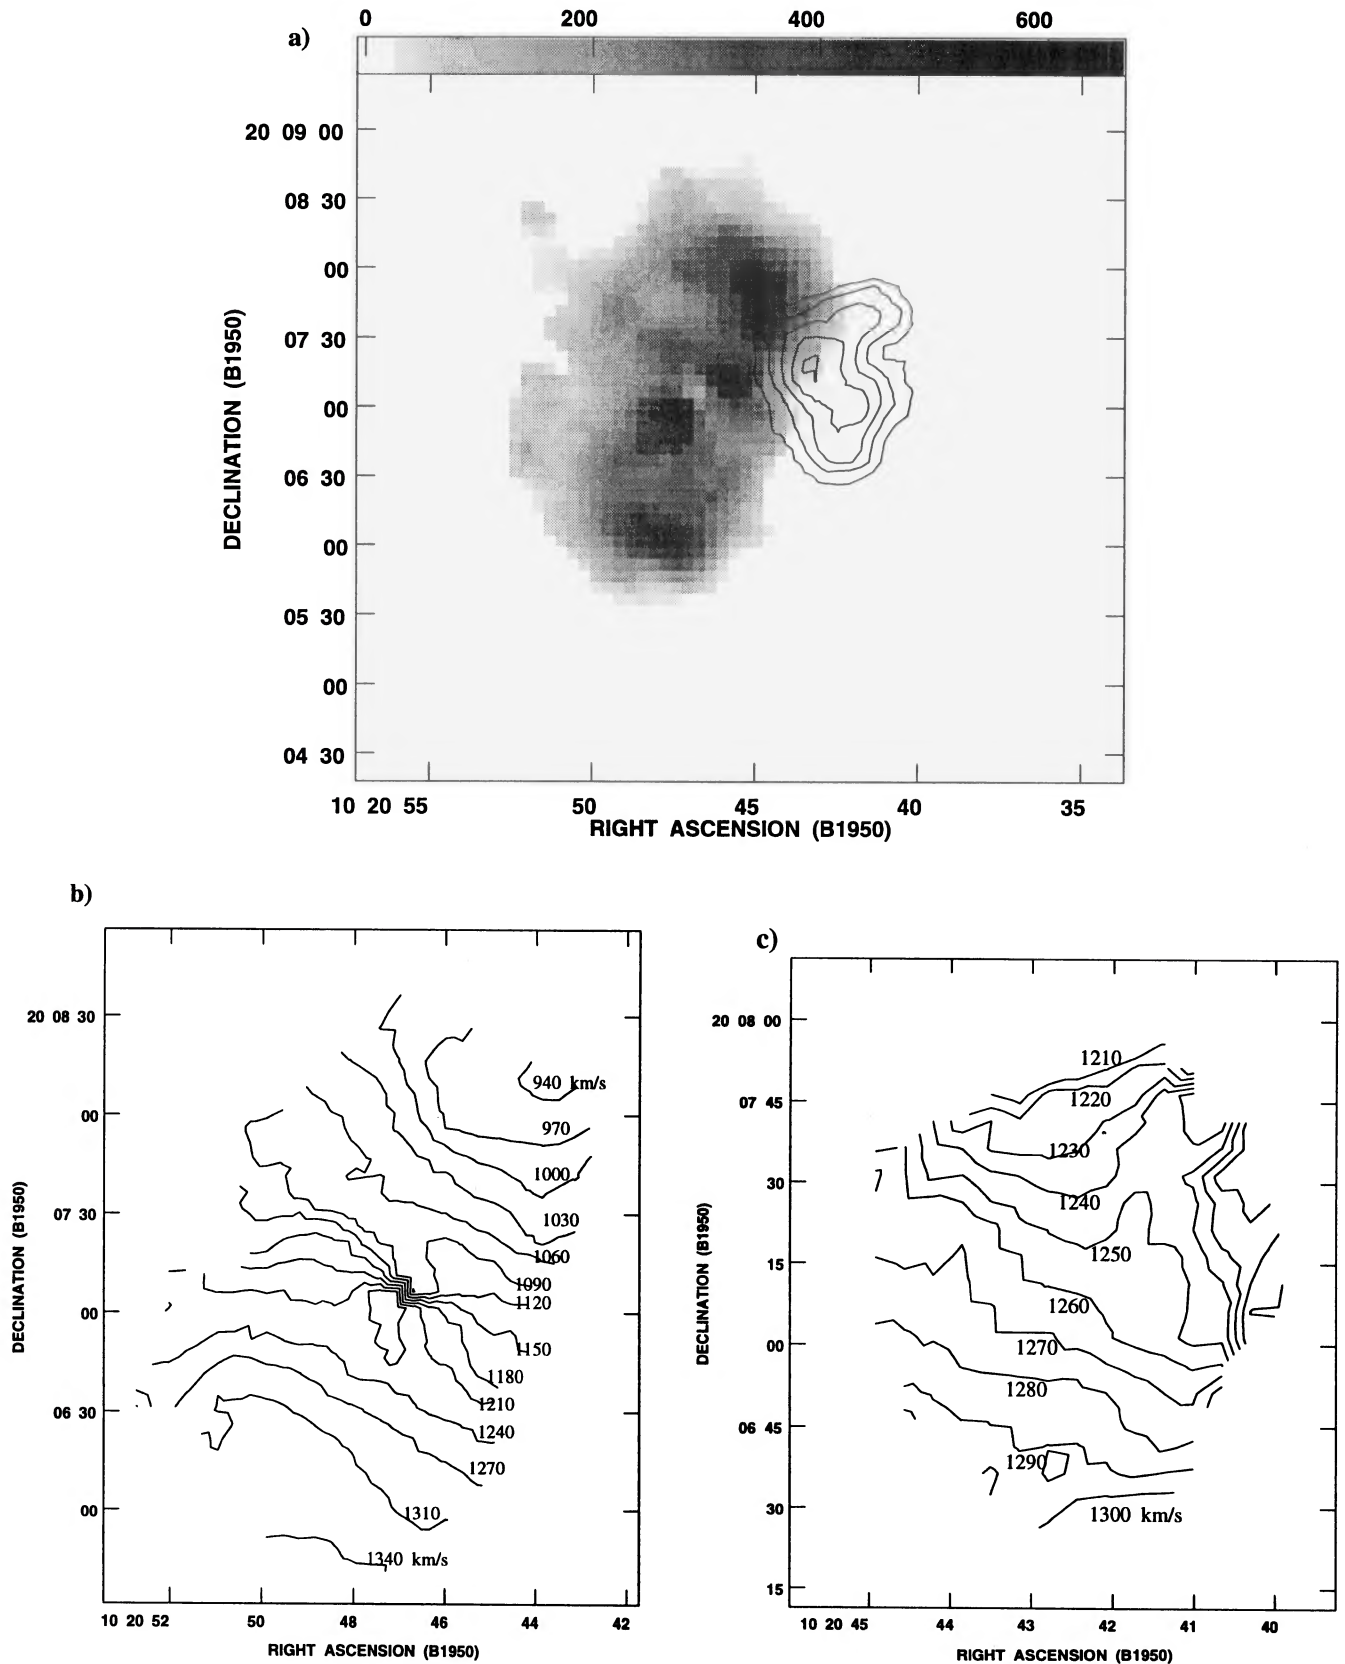 0 200 400 600
a)
20 09 00
08 30
00
07 30
00
06 30
00
05 30
00
04 30
DECLINATION (B1950)
10 20 55 50 45 40 35
RIGHT ASCENSION (B1950)
b)
20 08 30
00
07 30
00
06 30
00
DECLINATION (B1950)
940 km/s
970
1000
1030
1060
1090
1120
1150
1180
1210
1240
1270
1310
1340 km/s
10 20 52 50 48 46 44 42
RIGHT ASCENSION (B1950)
c)
20 08 00
07 45
30
15
00
06 45
30
15
DECLINATION (B1950)
1210
1220
1230
1240
1250
1260
1270
1280
1290
1300 km/s
10 20 45 44 43 42 41 40
RIGHT ASCENSION (B1950)